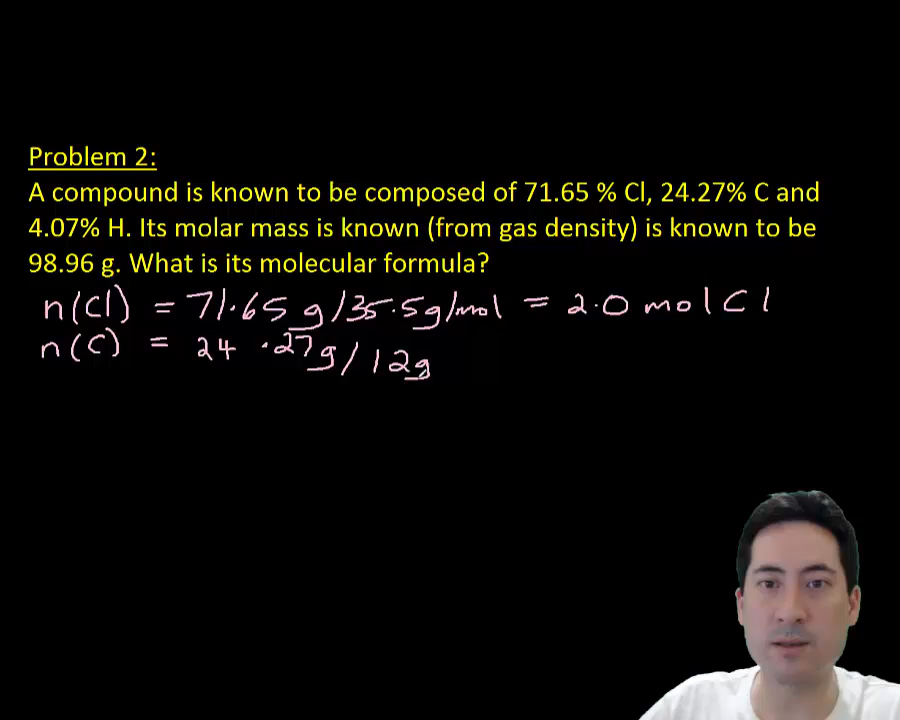 Problem 2:
A compound is known to be composed of 71.65 % Cl, 24.27% C and
4.07% H. Its molar mass is known (from gas density) is known to be
98.96 g. What is its molecular formula?
n(Cl) = 71.65g/35.5g/mol = 2.0 mol Cl
n(C) = 24.27g/12g